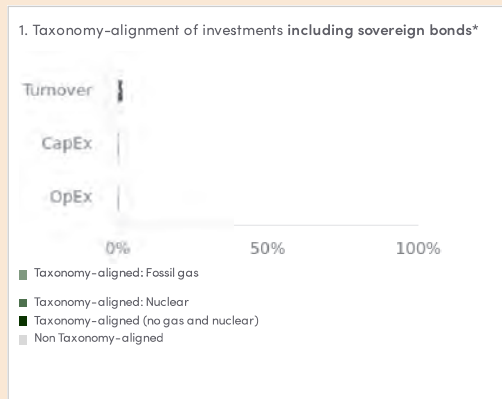 1. Taxonomy-alignment of investments including sovereign bonds*
Turnover
CapEx
OpEx
0% 50% 100%
Taxonomy-aligned: Fossil gas
Taxonomy-aligned: Nuclear
Taxonomy-aligned (no gas and nuclear)
Non Taxonomy-aligned